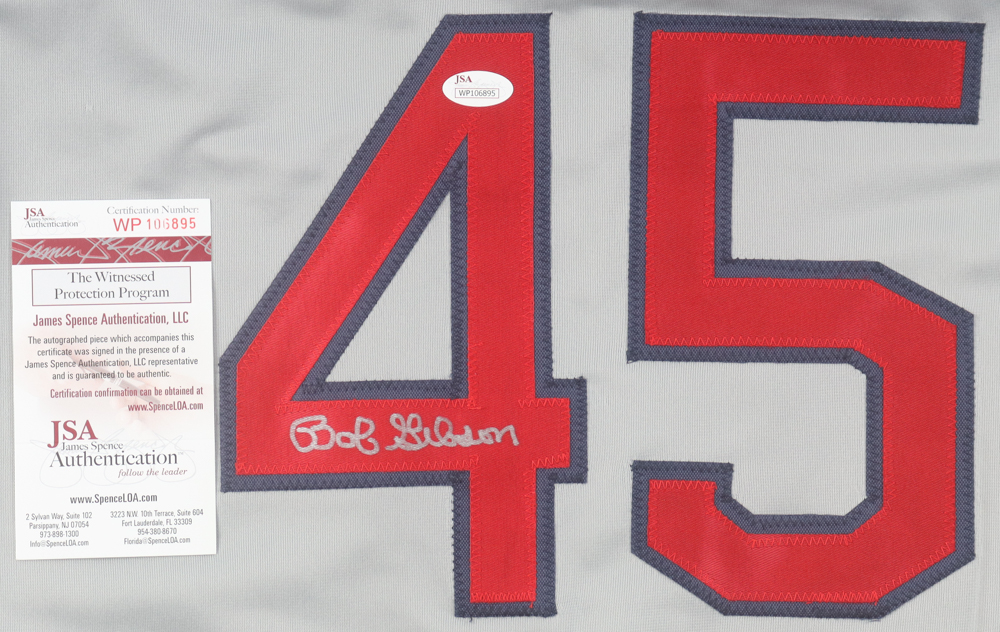 45
JSA
WP106895
Bob Gibson
JSA
James Spence
Authentication
Certification Number:
WP 106895
James Spence
The Witnessed
Protection Program
James Spence Authentication, LLC
The autographed piece which accompanies this
certificate was signed in the presence of a
James Spence Authentication, LLC representative
and is guaranteed to be authentic.
Certification confirmation can be obtained at
www.SpenceLOA.com
JSA
James Spence
Authentication
follow the leader
www.SpenceLOA.com
2 Sylvan Way, Suite 102
Parsippany, NJ 07054
973-898-1300
Info@SpenceLOA.com
3223 N.W. 10th Terrace, Suite 604
Fort Lauderdale, FL 33309
954-380-8670
Florida@SpenceLOA.com